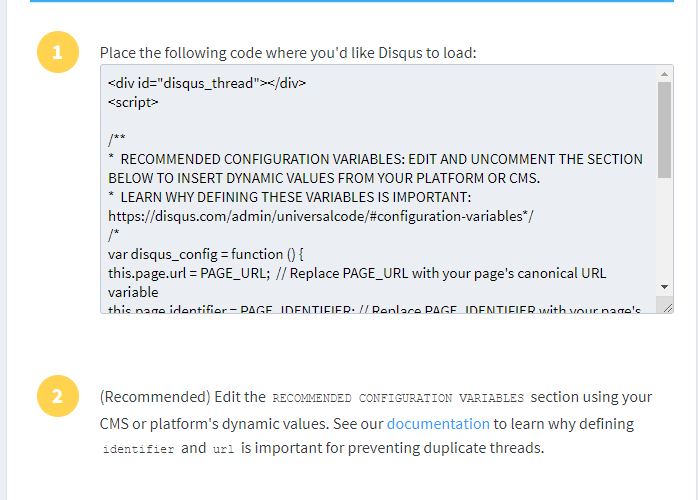 1
Place the following code where you'd like Disqus to load:
<div id="disqus_thread"></div>
<script>
/**
*  RECOMMENDED CONFIGURATION VARIABLES: EDIT AND UNCOMMENT THE SECTION
BELOW TO INSERT DYNAMIC VALUES FROM YOUR PLATFORM OR CMS.
*  LEARN WHY DEFINING THESE VARIABLES IS IMPORTANT:
https://disqus.com/admin/universalcode/#configuration-variables*/
/*
var disqus_config = function () {
this.page.url = PAGE_URL;  // Replace PAGE_URL with your page's canonical URL
variable
this.page.identifier = PAGE_IDENTIFIER; // Replace PAGE_IDENTIFIER with your page's
2
(Recommended) Edit the RECOMMENDED CONFIGURATION VARIABLES section using your
CMS or platform's dynamic values. See our documentation to learn why defining
identifier and url is important for preventing duplicate threads.